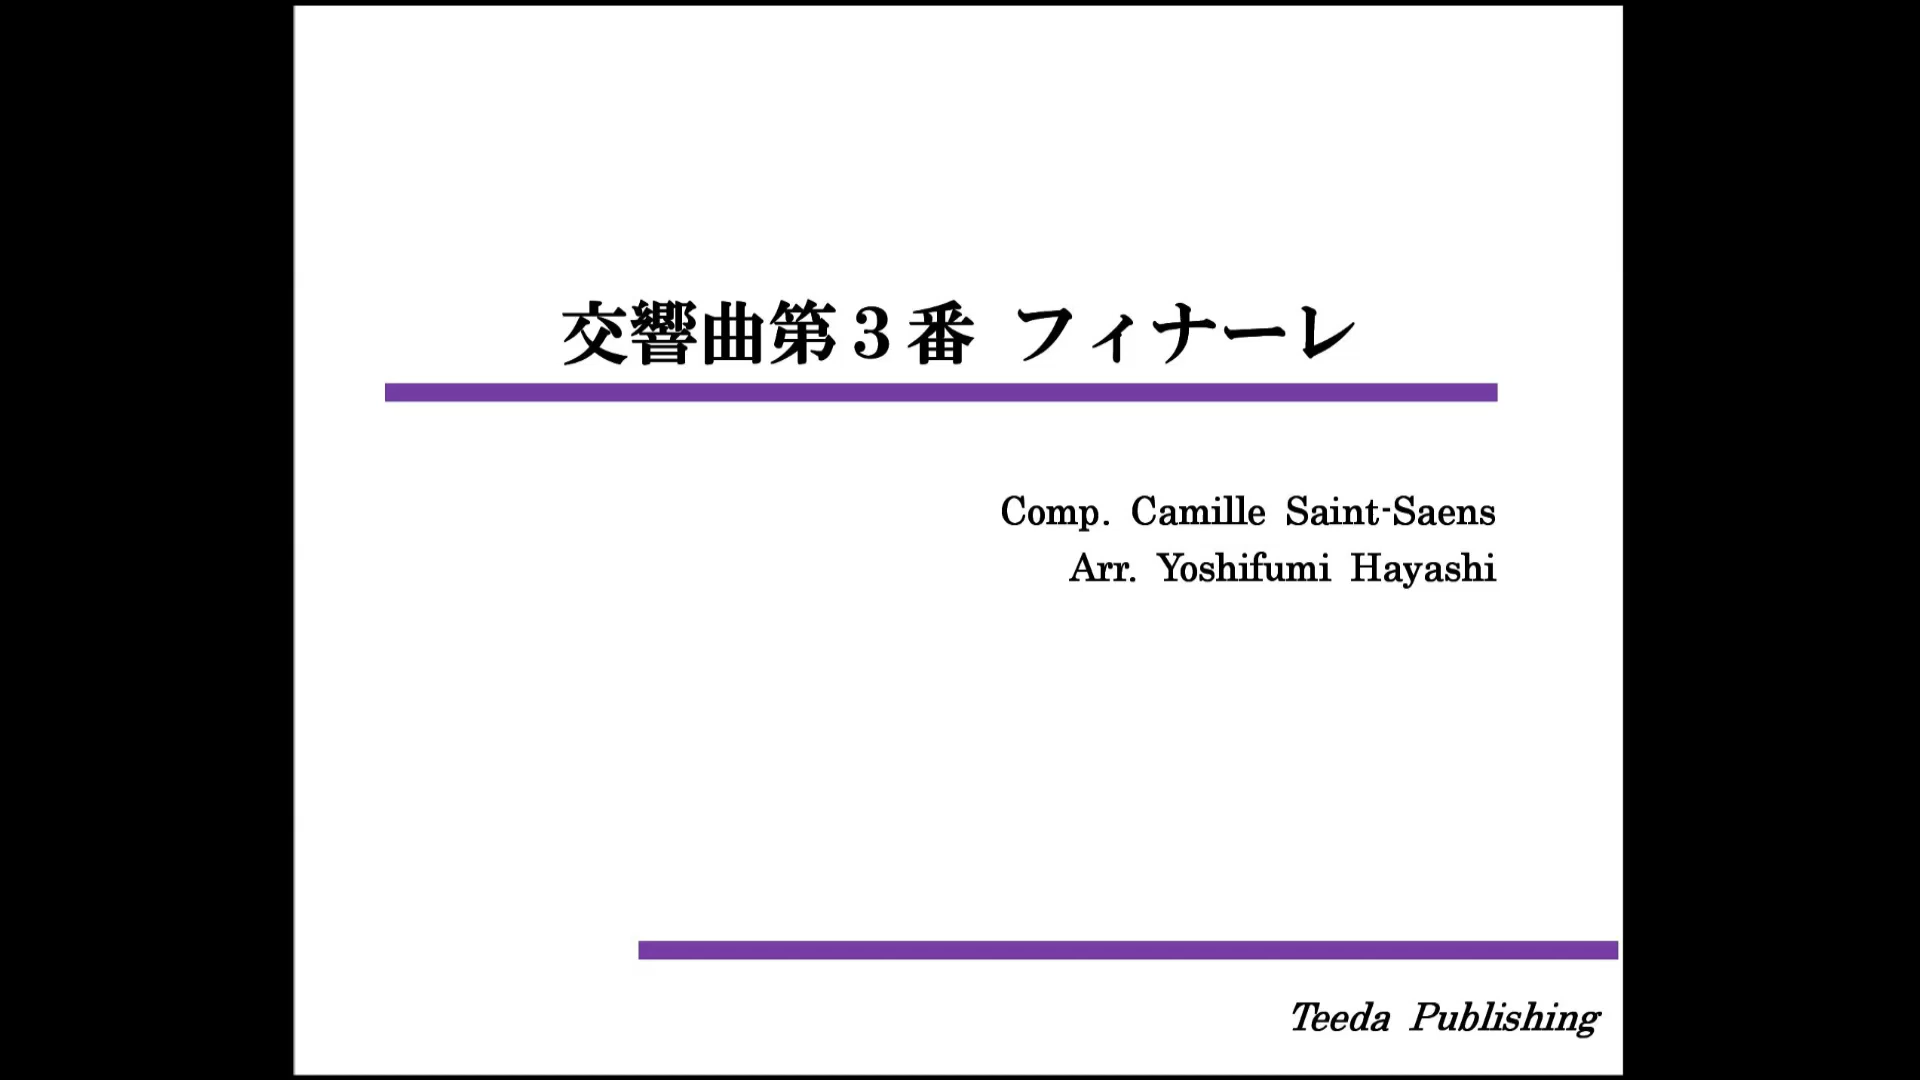 交響曲第３番 フィナーレ
Comp. Camille Saint-Saens
Arr. Yoshifumi Hayashi
Teeda Publishing